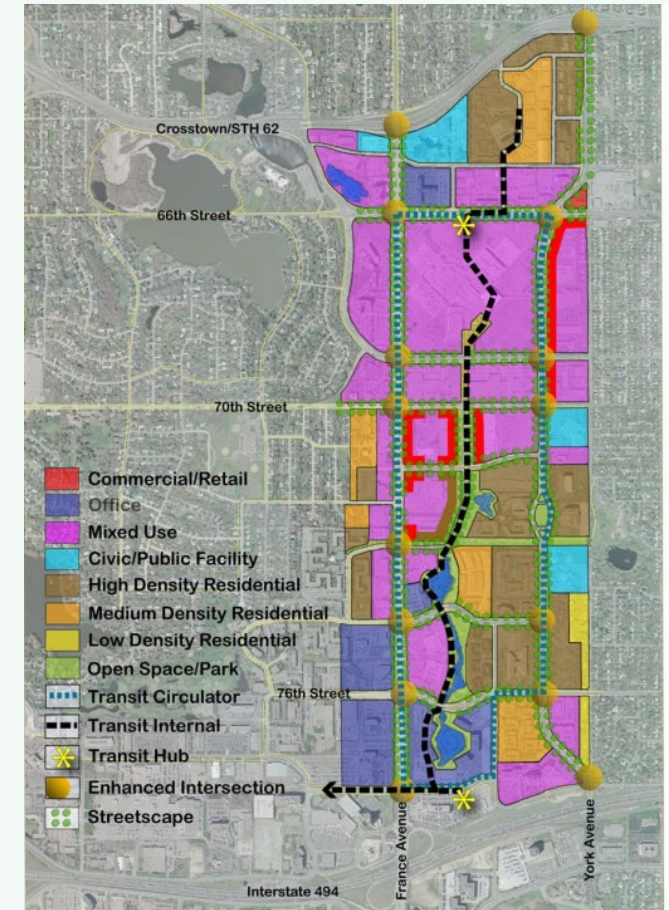 Crosstown/STH 62
66th Street
70th Street
Commercial/Retail
Office
Mixed Use
Civic/Public Facility
High Density Residential
Medium Density Residential
Low Density Residential
Open Space/Park
Transit Circulator
76th Street
Transit Internal
Transit Hub
Enhanced Intersection
Streetscape
France Avenue
York Avenue
Interstate 494